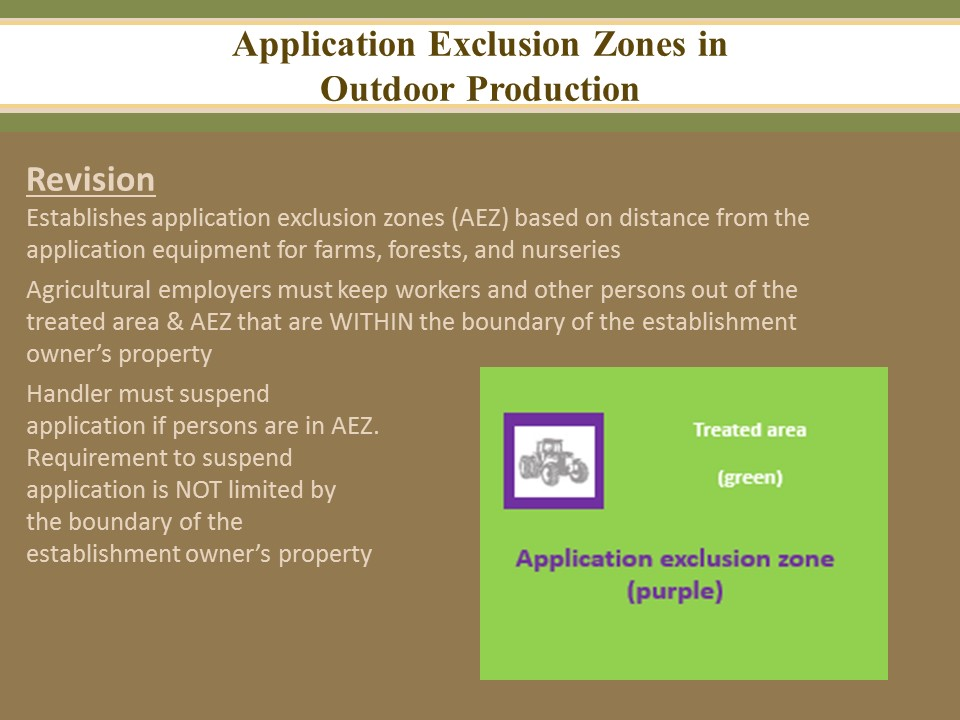 Application Exclusion Zones in
Outdoor Production
Revision
Establishes application exclusion zones (AEZ) based on distance from the
application equipment for farms, forests, and nurseries
Agricultural employers must keep workers and other persons out of the
treated area & AEZ that are WITHIN the boundary of the establishment
owner’s property
Handler must suspend
application if persons are in AEZ.
Requirement to suspend
application is NOT limited by
the boundary of the
establishment owner’s property
Treated area
(green)
Application exclusion zone
(purple)